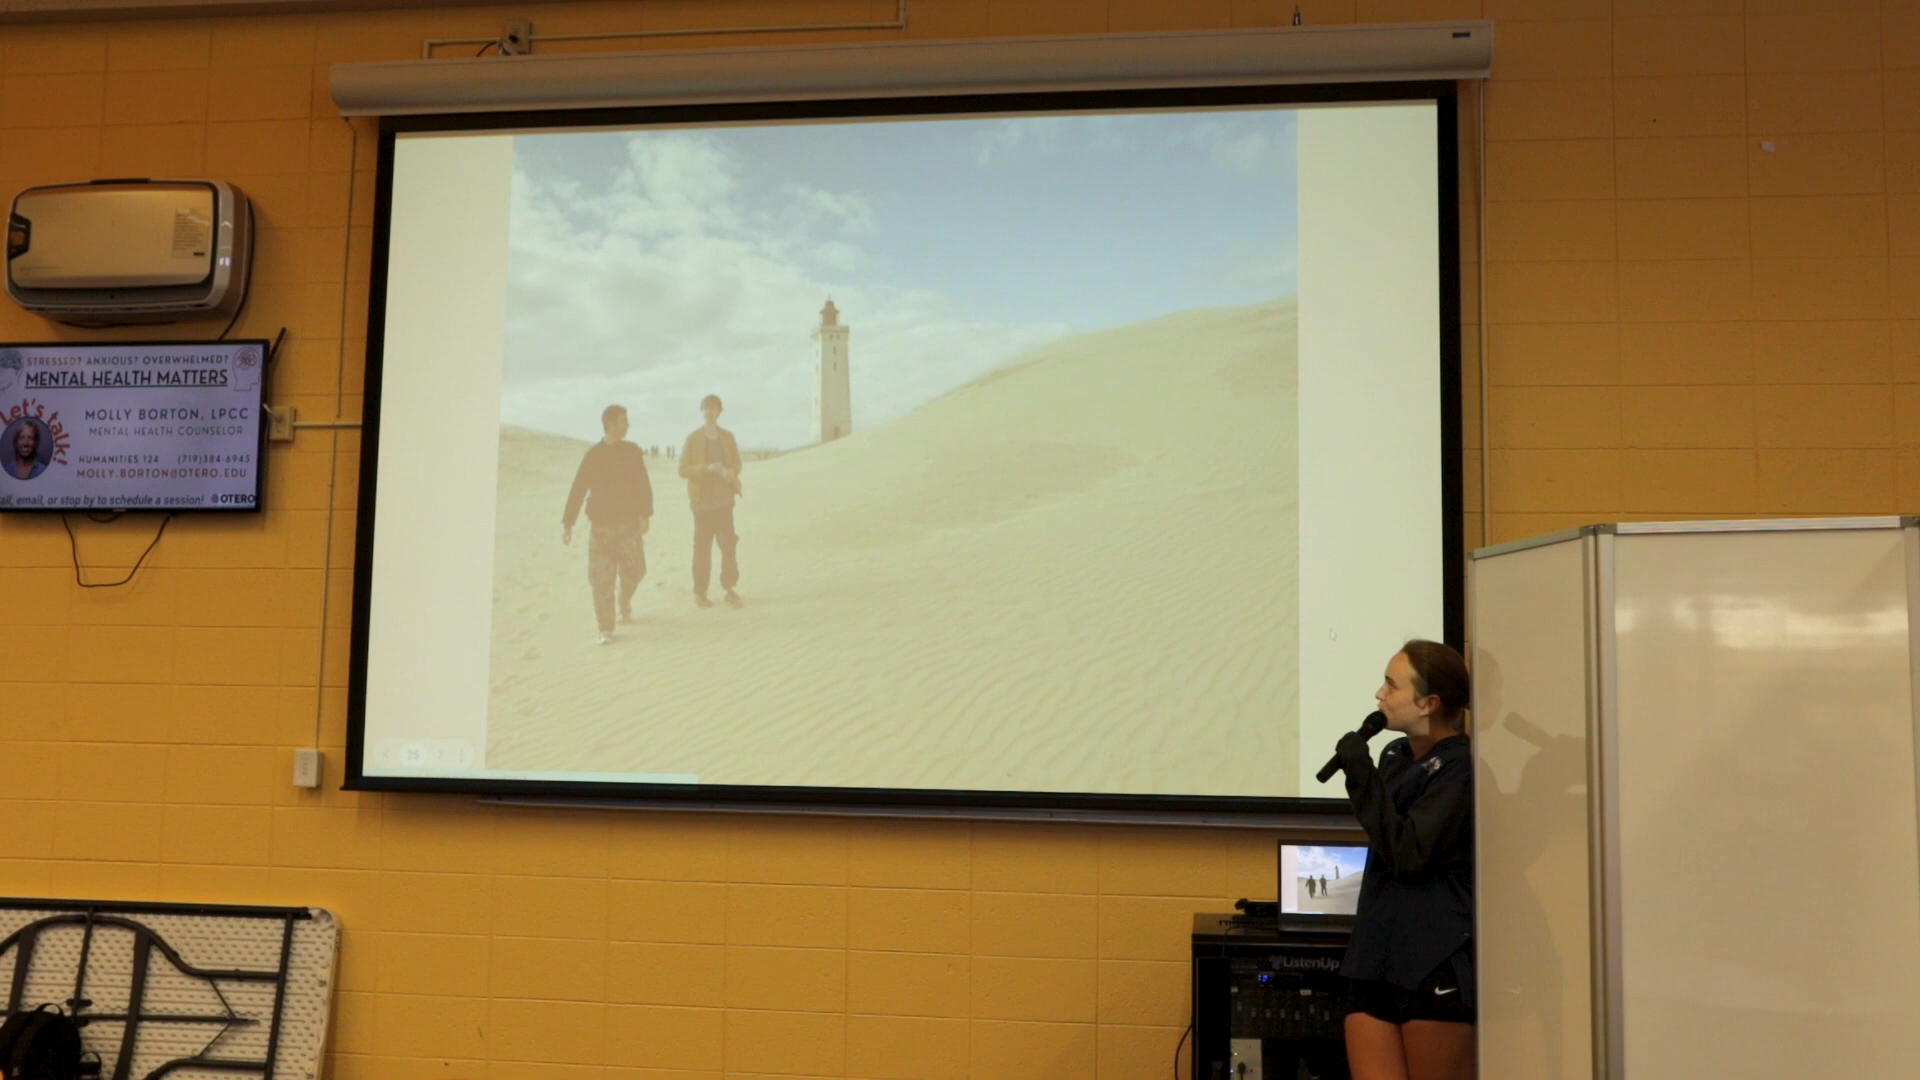 STRESSED? ANXIOUS? OVERWHELMED?
MENTAL HEALTH MATTERS
Let's talk!
MOLLY BORTON, LPCC
MENTAL HEALTH COUNSELOR
HUMANITIES 124 (719)384-6945
MOLLY.BORTON@OTERO.EDU
all, email, or stop by to schedule a session! OTERO
25
ListenUp